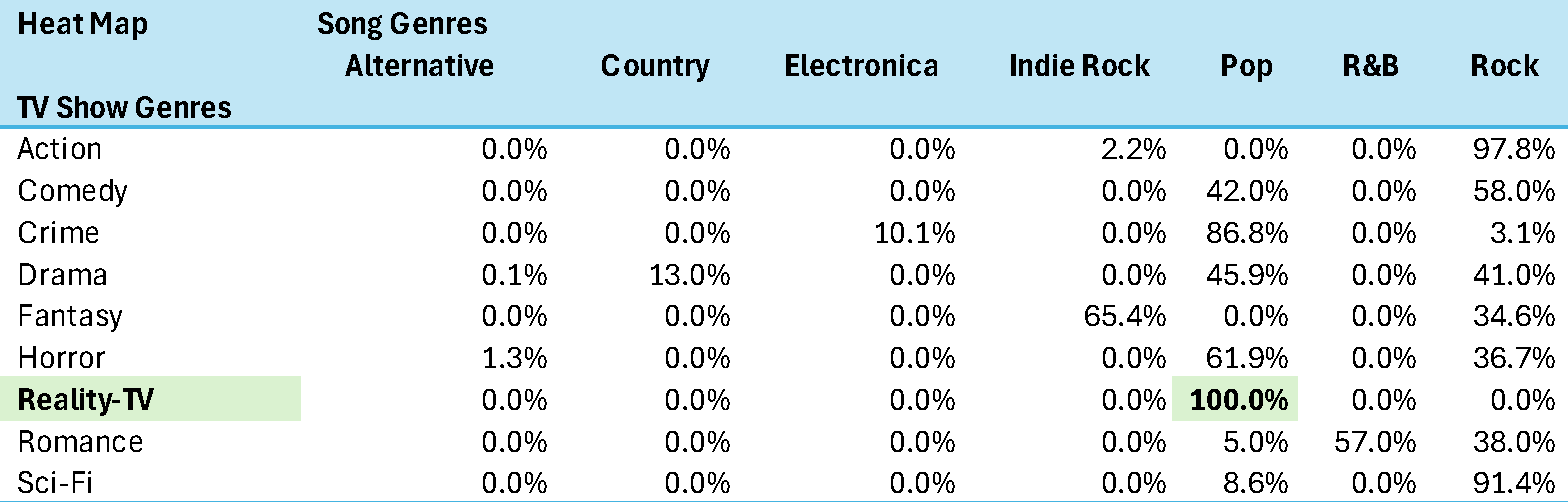 Heat Map Song Genres
Alternative Country Electronica Indie Rock Pop R&B Rock
TV Show Genres
Action 0.0% 0.0% 0.0% 2.2% 0.0% 0.0% 97.8%
Comedy 0.0% 0.0% 0.0% 0.0% 42.0% 0.0% 58.0%
Crime 0.0% 0.0% 10.1% 0.0% 86.8% 0.0% 3.1%
Drama 0.1% 13.0% 0.0% 0.0% 45.9% 0.0% 41.0%
Fantasy 0.0% 0.0% 0.0% 65.4% 0.0% 0.0% 34.6%
Horror 1.3% 0.0% 0.0% 0.0% 61.9% 0.0% 36.7%
Reality-TV 0.0% 0.0% 0.0% 0.0% 100.0% 0.0% 0.0%
Romance 0.0% 0.0% 0.0% 0.0% 5.0% 57.0% 38.0%
Sci-Fi 0.0% 0.0% 0.0% 0.0% 8.6% 0.0% 91.4%